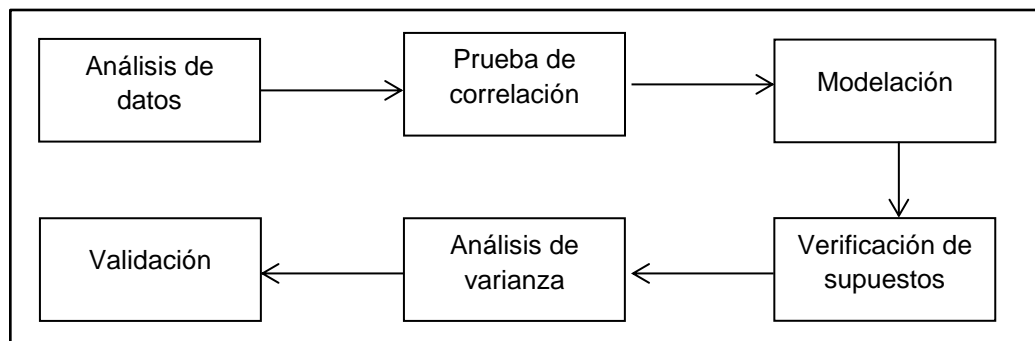 Análisis de
datos
Prueba de
correlación
Modelación
Validación
Análisis de
varianza
Verificación de
supuestos